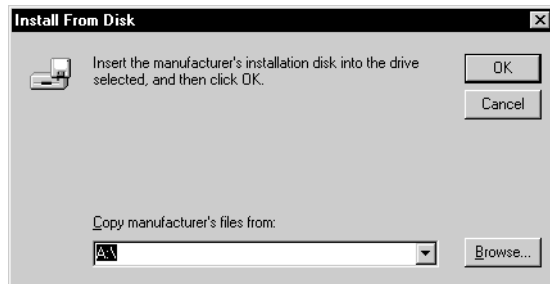 Install From Disk
Insert the manufacturer's installation disk into the drive
selected, and then click OK.
OK
Cancel
Copy manufacturer's files from:
A:\
Browse...